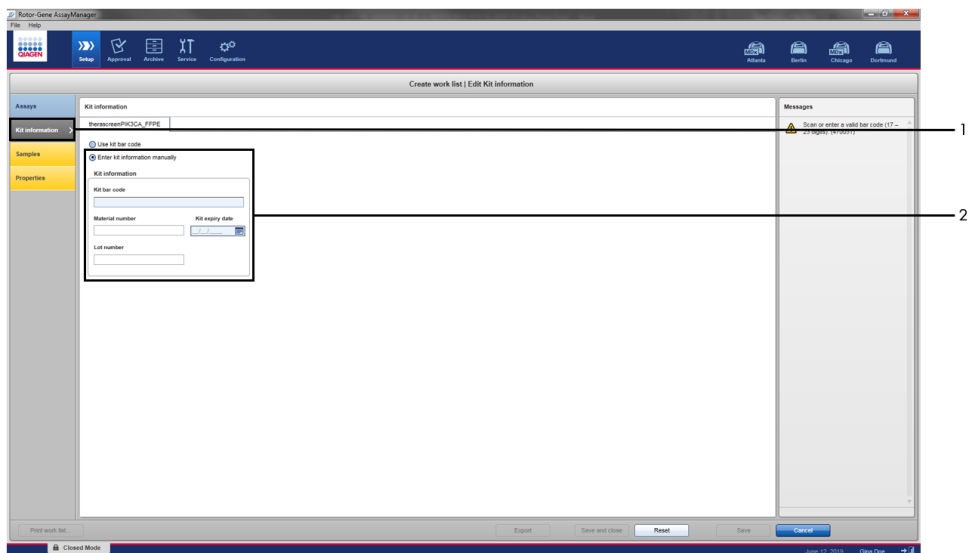 Rotor-Gene AssayManager
File Help
QIAGEN
Setup Approval Archive Service Configuration
Atlanta Berlin Chicago Dortmund
Create work list | Edit Kit information
Assays
Kit information
Samples
Properties
Kit information
therascreenPIK3CA_FFPE
Use kit bar code
Enter kit information manually
Kit information
Kit bar code
Material number Kit expiry date
Lot number
Messages
Scan or enter a valid bar code (17 –
23 digits). (#70051)
1
2
Print work list... Export Save and close Reset Save Cancel
Closed Mode June 12, 2019 Gina Doe